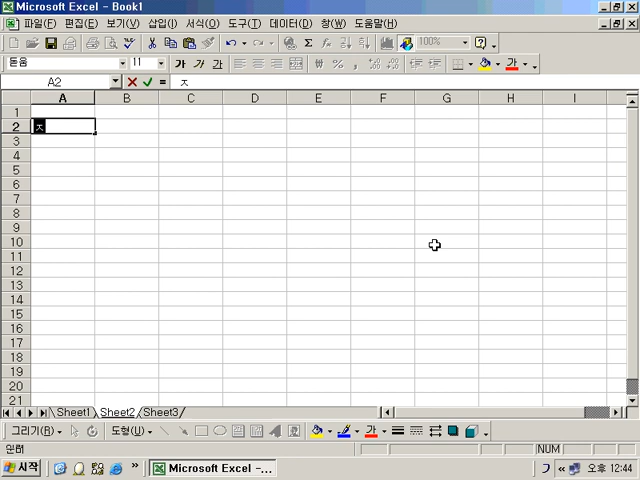 Microsoft Excel - Book1
파일(F) 편집(E) 보기(V) 삽입(I) 서식(O) 도구(T) 데이터(D) 창(W) 도움말(H)
100%
돋움 11 가 가 가
A2 = ㅈ
A B C D E F G H I
1
2 ㅈ
3
4
5
6
7
8
9
10
11
12
13
14
15
16
17
18
19
20
21
Sheet1 Sheet2 Sheet3
그리기(R) 도형(U) 가
입력 NUM
시작 Microsoft Excel -... 오후 12:44